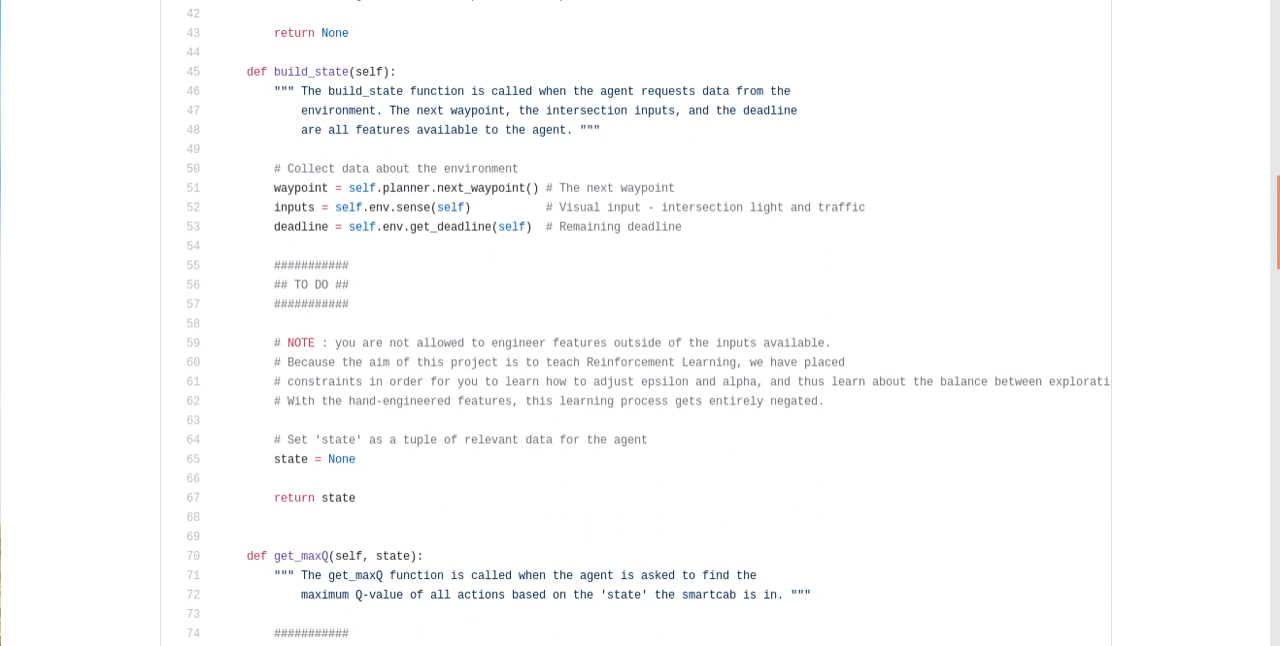 42
43 return None
44
45 def build_state(self):
46 """ The build_state function is called when the agent requests data from the
47 environment. The next waypoint, the intersection inputs, and the deadline
48 are all features available to the agent. """
49
50 # Collect data about the environment
51 waypoint = self.planner.next_waypoint() # The next waypoint
52 inputs = self.env.sense(self) # Visual input - intersection light and traffic
53 deadline = self.env.get_deadline(self) # Remaining deadline
54
55 ###########
56 ## TO DO ##
57 ###########
58
59 # NOTE : you are not allowed to engineer features outside of the inputs available.
60 # Because the aim of this project is to teach Reinforcement Learning, we have placed
61 # constraints in order for you to learn how to adjust epsilon and alpha, and thus learn about the balance between explorati
62 # With the hand-engineered features, this learning process gets entirely negated.
63
64 # Set 'state' as a tuple of relevant data for the agent
65 state = None
66
67 return state
68
69
70 def get_maxQ(self, state):
71 """ The get_maxQ function is called when the agent is asked to find the
72 maximum Q-value of all actions based on the 'state' the smartcab is in. """
73
74 ###########